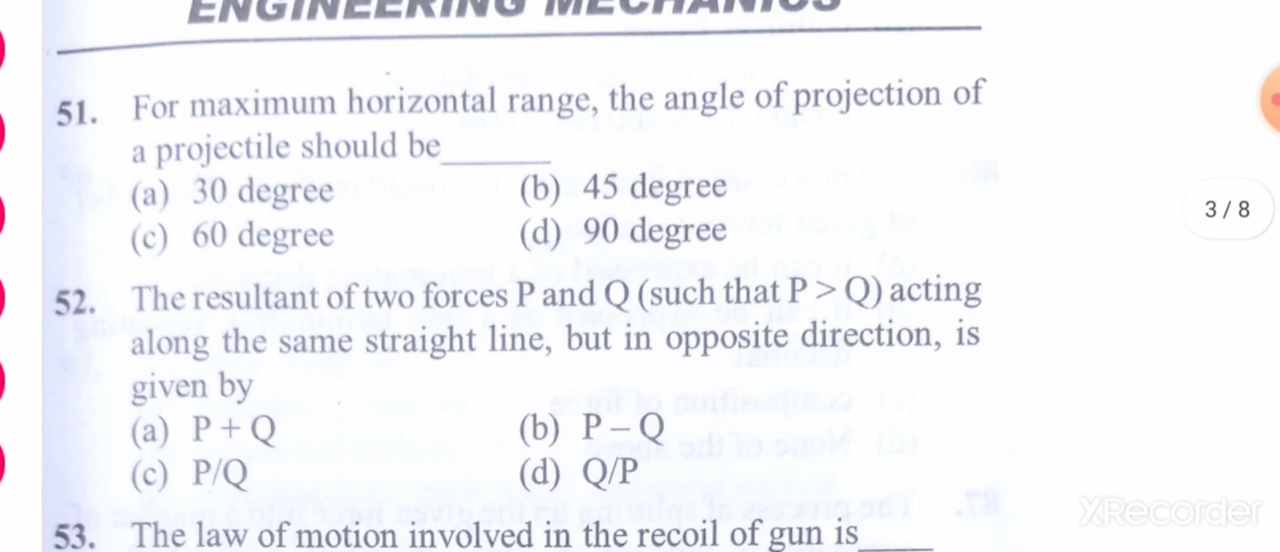 ENGINEERING MECHANICS
51. For maximum horizontal range, the angle of projection of
a projectile should be______
(a) 30 degree (b) 45 degree
(c) 60 degree (d) 90 degree
3 / 8
52. The resultant of two forces P and Q (such that P > Q) acting
along the same straight line, but in opposite direction, is
given by
(a) P + Q (b) P – Q
(c) P/Q (d) Q/P
XRecorder
53. The law of motion involved in the recoil of gun is____